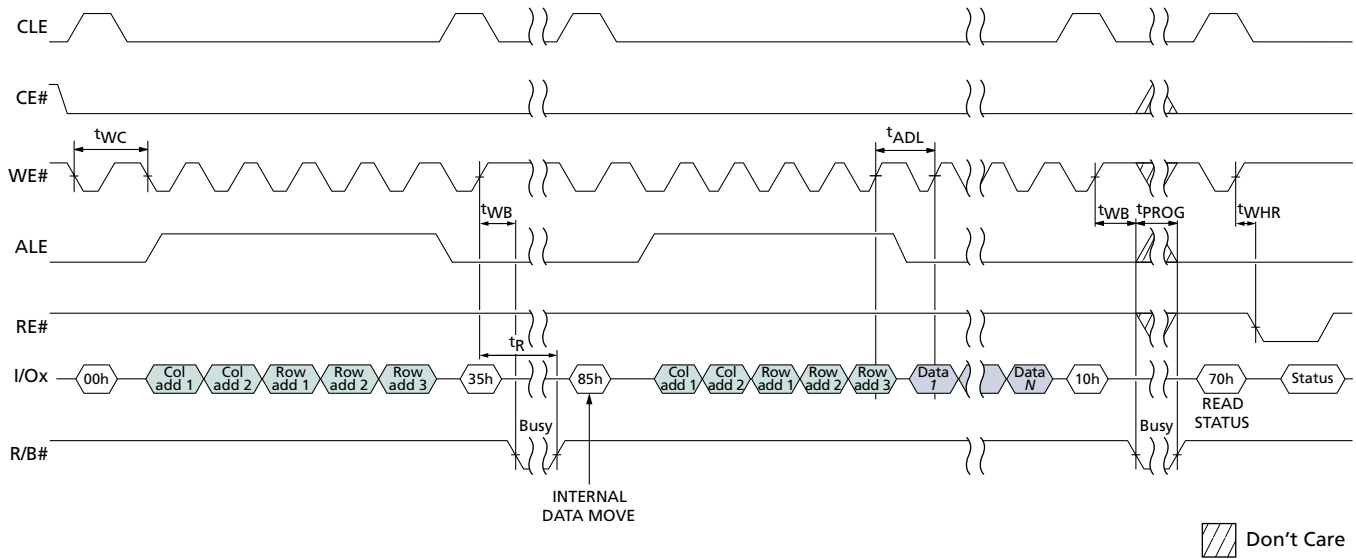 CLE
CE#
tWC
tADL
WE#
tWB
tWB
tPROG
tWHR
ALE
RE#
tR
I/Ox
00h
Col add 1
Col add 2
Row add 1
Row add 2
Row add 3
35h
85h
Col add 1
Col add 2
Row add 1
Row add 2
Row add 3
Data 1
Data N
10h
70h
Status
READ STATUS
Busy
Busy
R/B#
INTERNAL
DATA MOVE
Don't Care